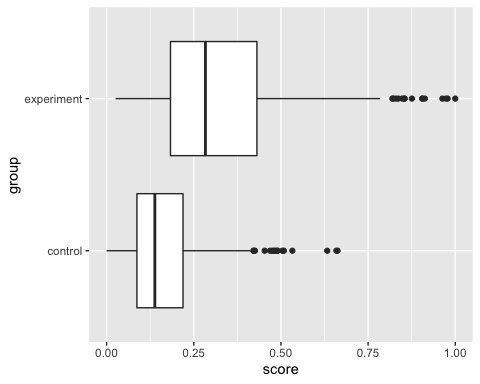 experiment
control
group
0.00 0.25 0.50 0.75 1.00
score